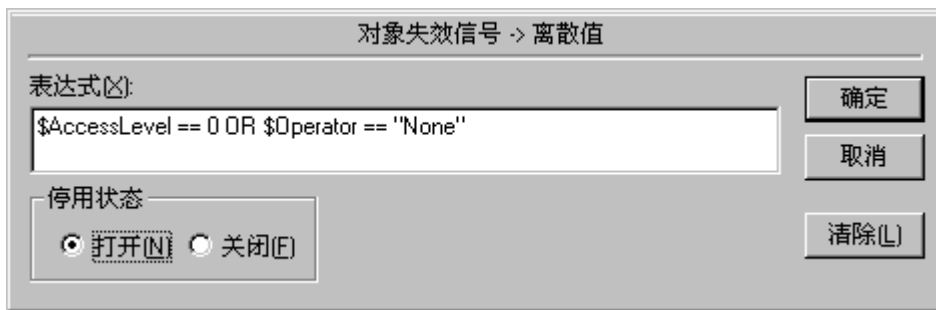 对象失效信号 -> 离散值
表达式(X):
确定
$AccessLevel == 0 OR $Operator == "None"
取消
停用状态
打开(N) 关闭(F)
清除(L)